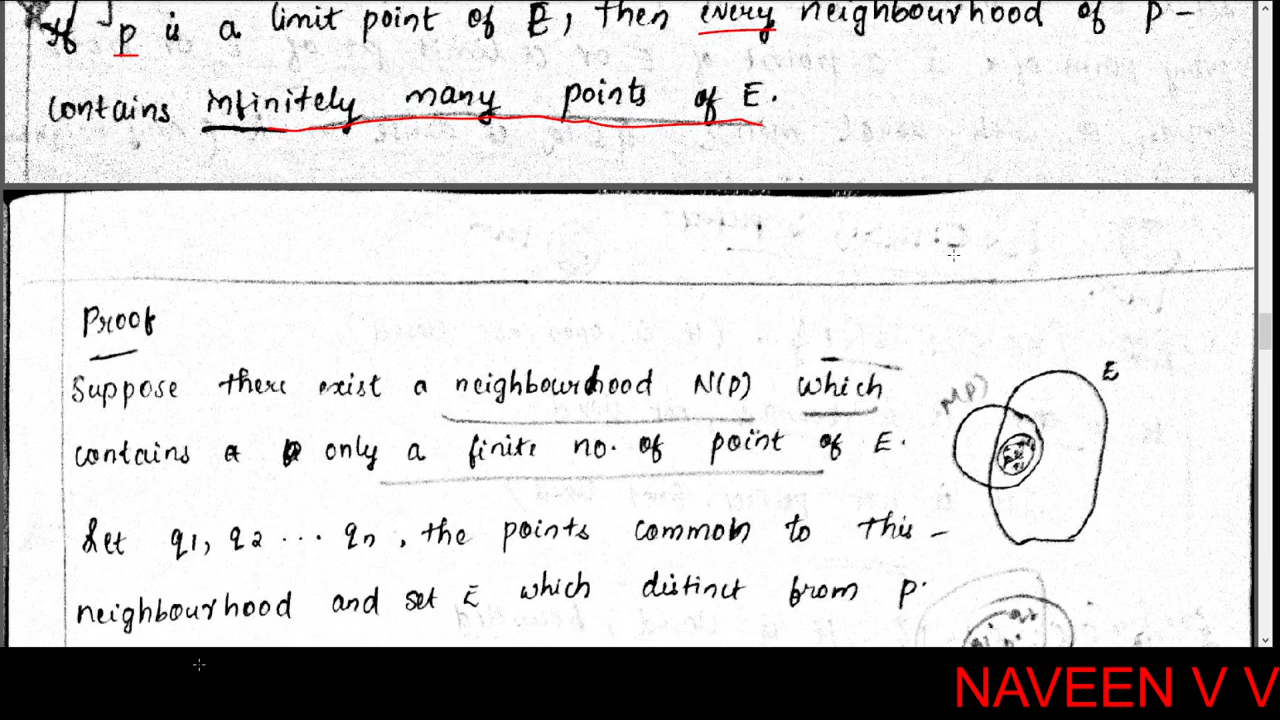 If p is a limit point of E, then every neighbourhood of p -
contains infinitely many points of E.
Proof
Suppose there exist a neighbourhood N(p) which
contains a only a finite no. of point of E.
Let q1, q2 ... qn, the points common to this -
neighbourhood and set E which distinct from p.
N(p)
E
NAVEEN V V